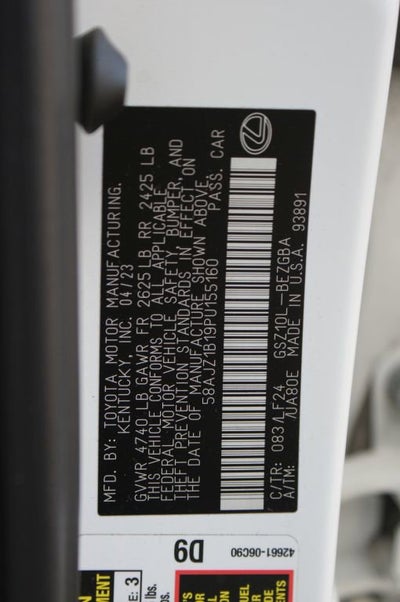 MFD. BY: TOYOTA MOTOR MANUFACTURING,
KENTUCKY, INC. 04/23
GVWR 4740 LB GAWR FR 2625 LB RR 2425 LB
THIS VEHICLE CONFORMS TO ALL APPLICABLE
FEDERAL MOTOR VEHICLE SAFETY, BUMPER, AND
THEFT PREVENTION STANDARDS IN EFFECT ON
THE DATE OF MANUFACTURE SHOWN ABOVE.
58AJZ1B19PU155160 PASS. CAR
C/TR: 083/LF24 GSZ10L-BEZGBA
A/TM: /UA80E MADE IN U.S.A. 93891
D9
42661-06C90
E: 3
lbs.